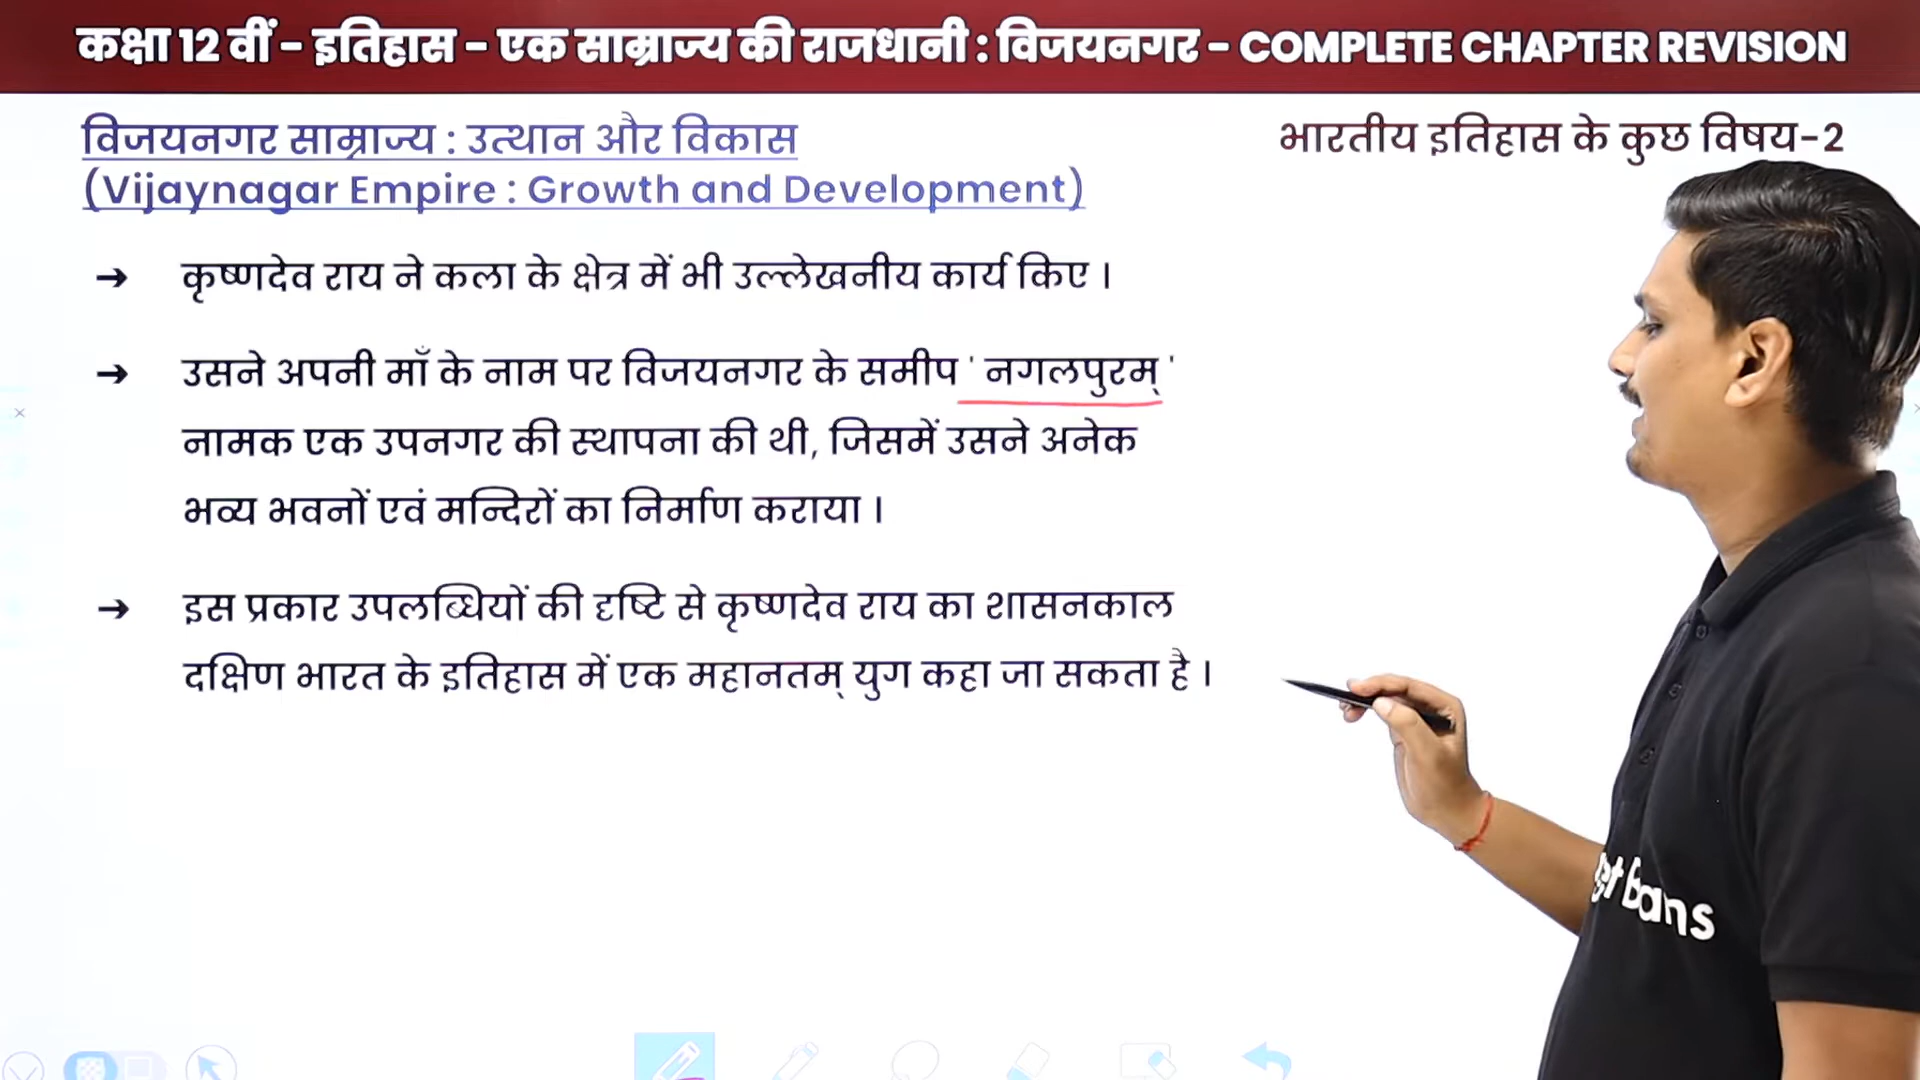 कक्षा 12 वीं - इतिहास - एक साम्राज्य की राजधानी : विजयनगर - COMPLETE CHAPTER REVISION
विजयनगर साम्राज्य : उत्थान और विकास
भारतीय इतिहास के कुछ विषय-2
(Vijaynagar Empire : Growth and Development)
→ कृष्णदेव राय ने कला के क्षेत्र में भी उल्लेखनीय कार्य किए ।
→ उसने अपनी माँ के नाम पर विजयनगर के समीप ' नगलपुरम् '
नामक एक उपनगर की स्थापना की थी, जिसमें उसने अनेक
भव्य भवनों एवं मन्दिरों का निर्माण कराया ।
→ इस प्रकार उपलब्धियों की दृष्टि से कृष्णदेव राय का शासनकाल
दक्षिण भारत के इतिहास में एक महानतम् युग कहा जा सकता है ।